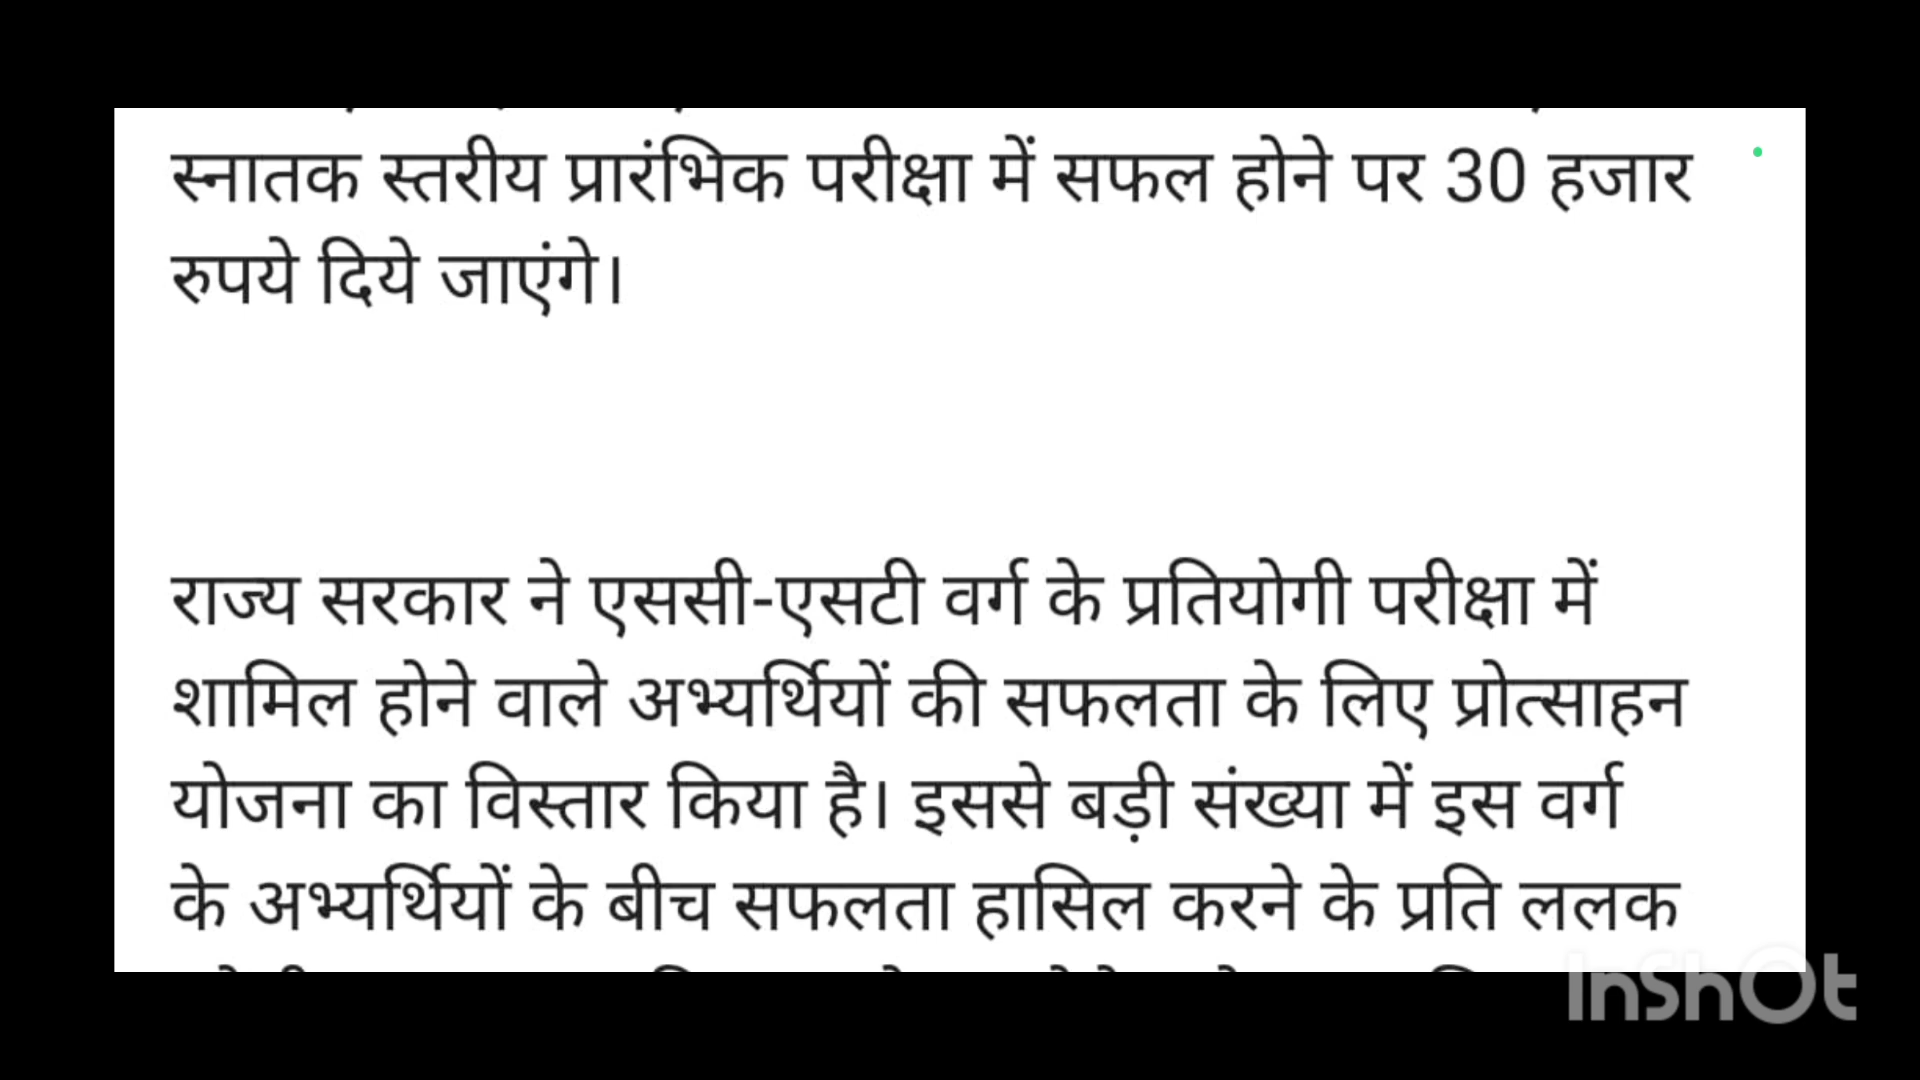 स्नातक स्तरीय प्रारंभिक परीक्षा में सफल होने पर 30 हजार
रुपये दिये जाएंगे।
राज्य सरकार ने एससी-एसटी वर्ग के प्रतियोगी परीक्षा में
शामिल होने वाले अभ्यर्थियों की सफलता के लिए प्रोत्साहन
योजना का विस्तार किया है। इससे बड़ी संख्या में इस वर्ग
के अभ्यर्थियों के बीच सफलता हासिल करने के प्रति ललक
InShOt